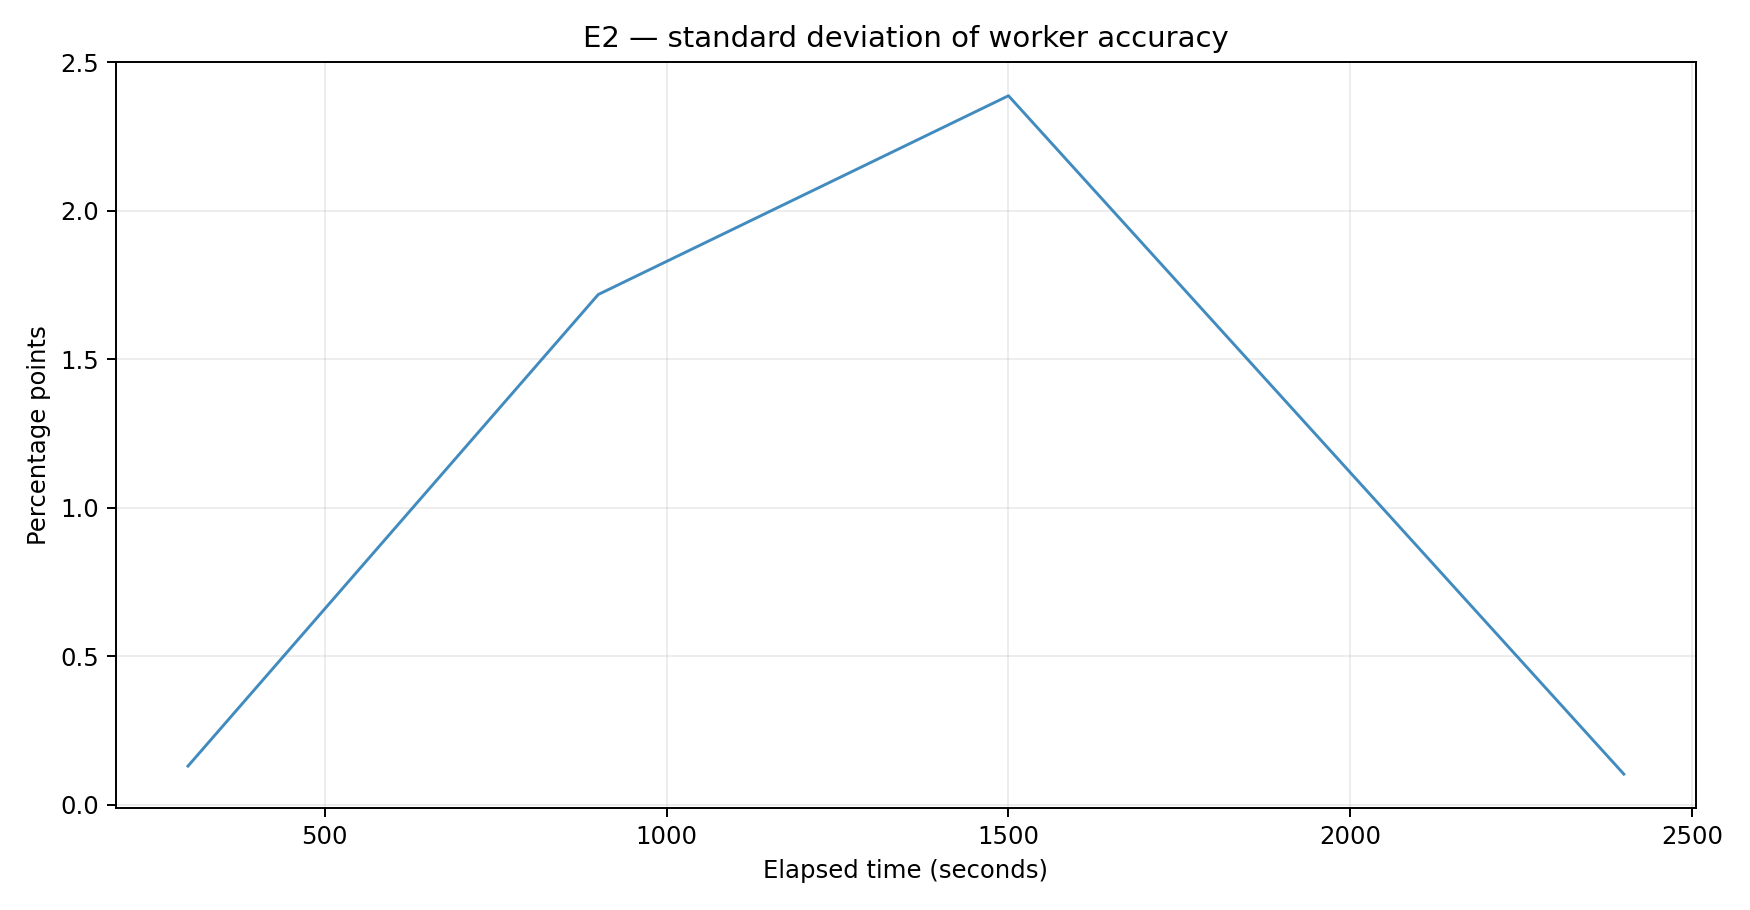 E2 — standard deviation of worker accuracy
2.5
2.0
1.5
1.0
0.5
0.0
Percentage points
500 1000 1500 2000 2500
Elapsed time (seconds)